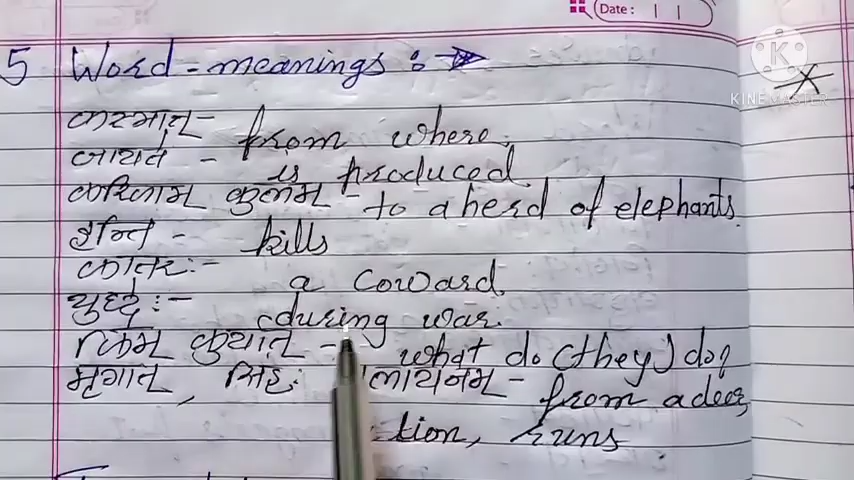 Date:
5 Word-meanings :→
K
KINEMASTER
कस्मात् - from where.
जायते - is produced
करिणाम कुलम - to a herd of elephants.
हन्ति - kills
कातरः - a coward.
युध्दे :- during war.
किम कुर्यात - what do (they) do?
मृगात, सिंहः पलायनम - from a deer,
tion, runs